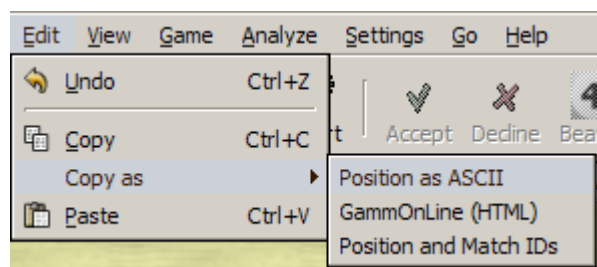 Edit View Game Analyze Settings Go Help
Undo Ctrl+Z
Accept Decline
Copy Ctrl+C
Copy as
Position as ASCII
Paste Ctrl+V
GammOnLine (HTML)
Position and Match IDs